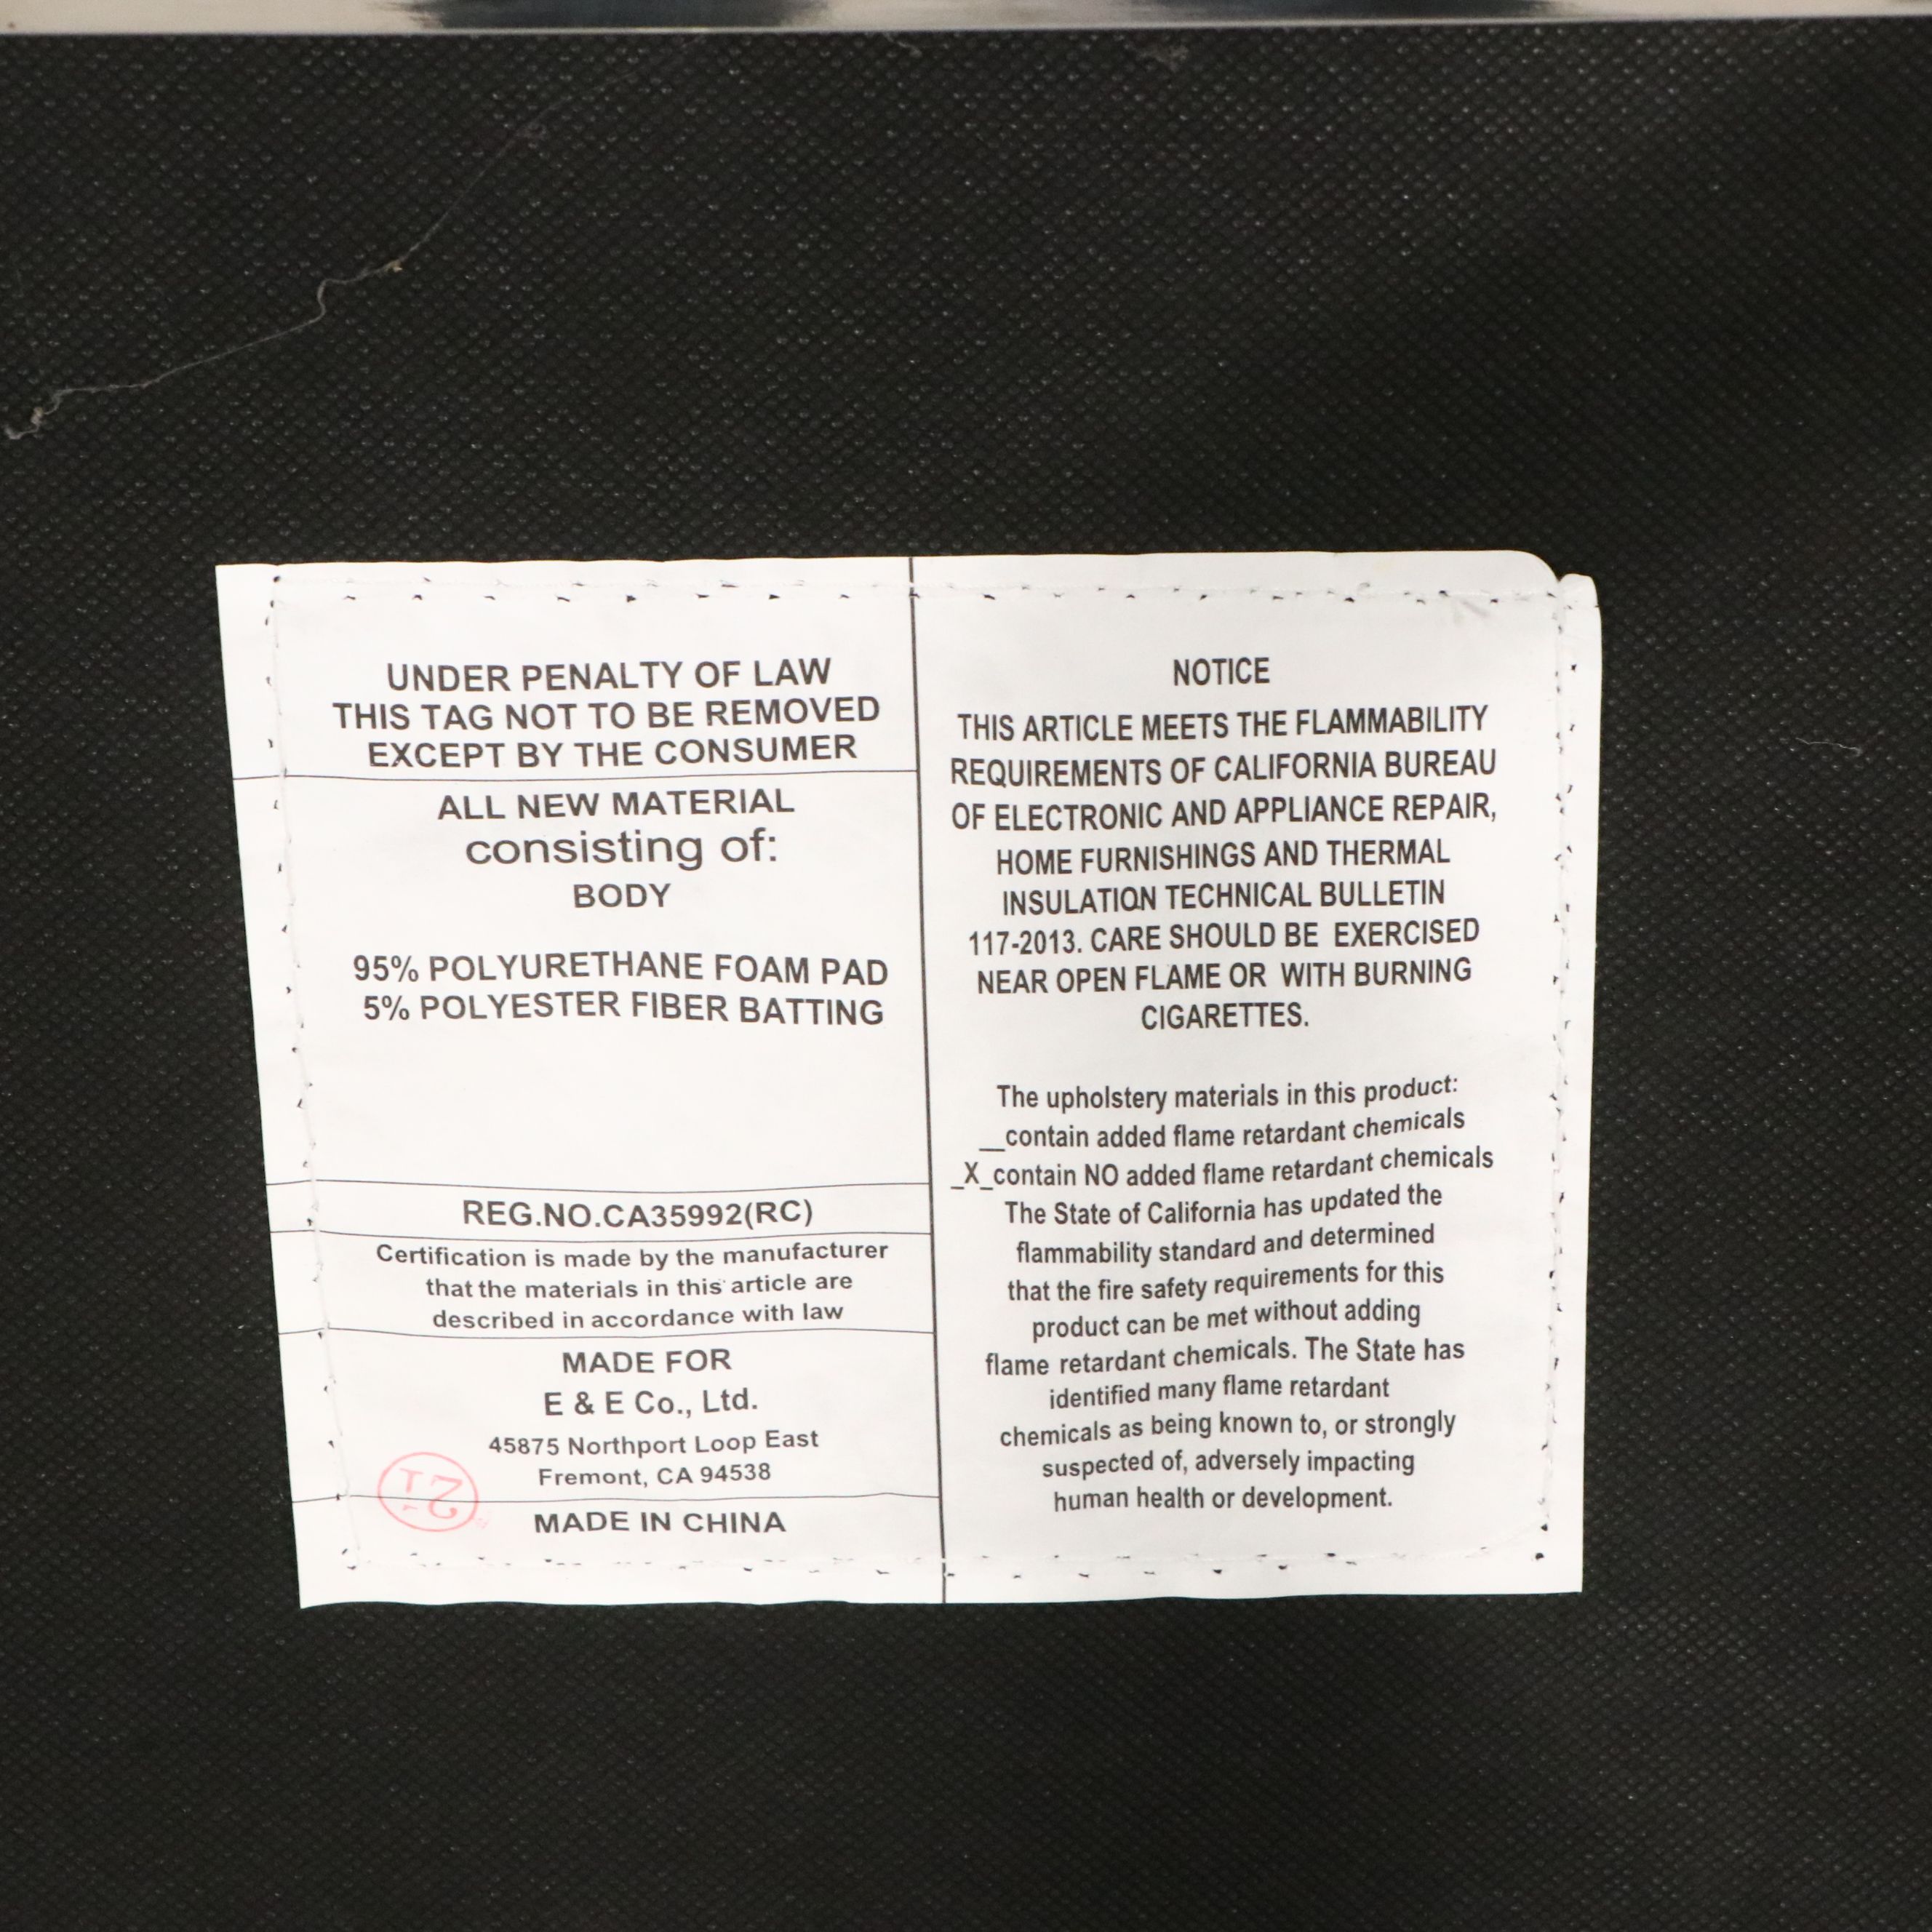 UNDER PENALTY OF LAW
THIS TAG NOT TO BE REMOVED
EXCEPT BY THE CONSUMER
ALL NEW MATERIAL
consisting of:
BODY
95% POLYURETHANE FOAM PAD
5% POLYESTER FIBER BATTING
REG.NO.CA35992(RC)
Certification is made by the manufacturer
that the materials in this article are
described in accordance with law
MADE FOR
E & E Co., Ltd.
45875 Northport Loop East
Fremont, CA 94538
MADE IN CHINA
NOTICE
THIS ARTICLE MEETS THE FLAMMABILITY
REQUIREMENTS OF CALIFORNIA BUREAU
OF ELECTRONIC AND APPLIANCE REPAIR,
HOME FURNISHINGS AND THERMAL
INSULATION TECHNICAL BULLETIN
117-2013. CARE SHOULD BE EXERCISED
NEAR OPEN FLAME OR WITH BURNING
CIGARETTES.
The upholstery materials in this product:
__contain added flame retardant chemicals
_X_contain NO added flame retardant chemicals
The State of California has updated the
flammability standard and determined
that the fire safety requirements for this
product can be met without adding
flame retardant chemicals. The State has
identified many flame retardant
chemicals as being known to, or strongly
suspected of, adversely impacting
human health or development.